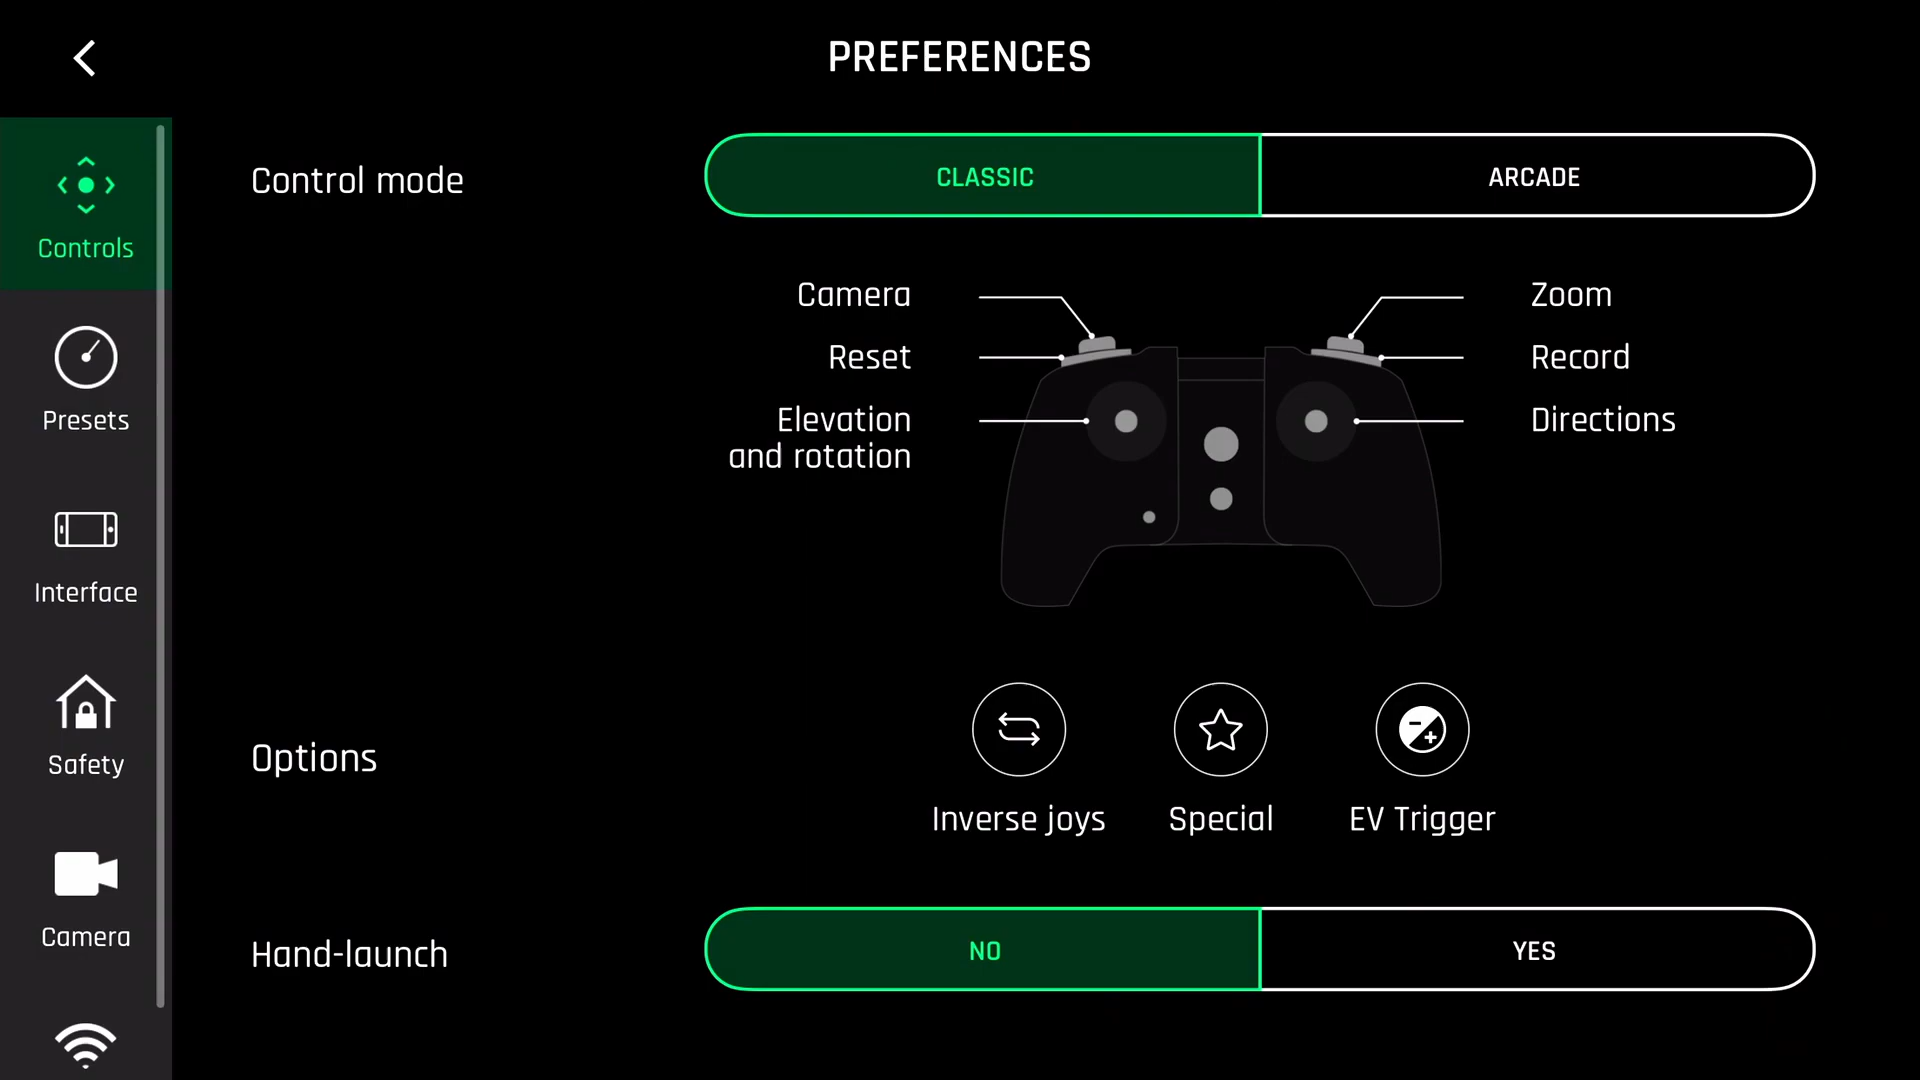 PREFERENCES
Controls
Presets
Interface
Safety
Camera
Control mode
CLASSIC
ARCADE
Camera
Reset
Elevation
and rotation
Zoom
Record
Directions
Options
Inverse joys
Special
EV Trigger
Hand-launch
NO
YES